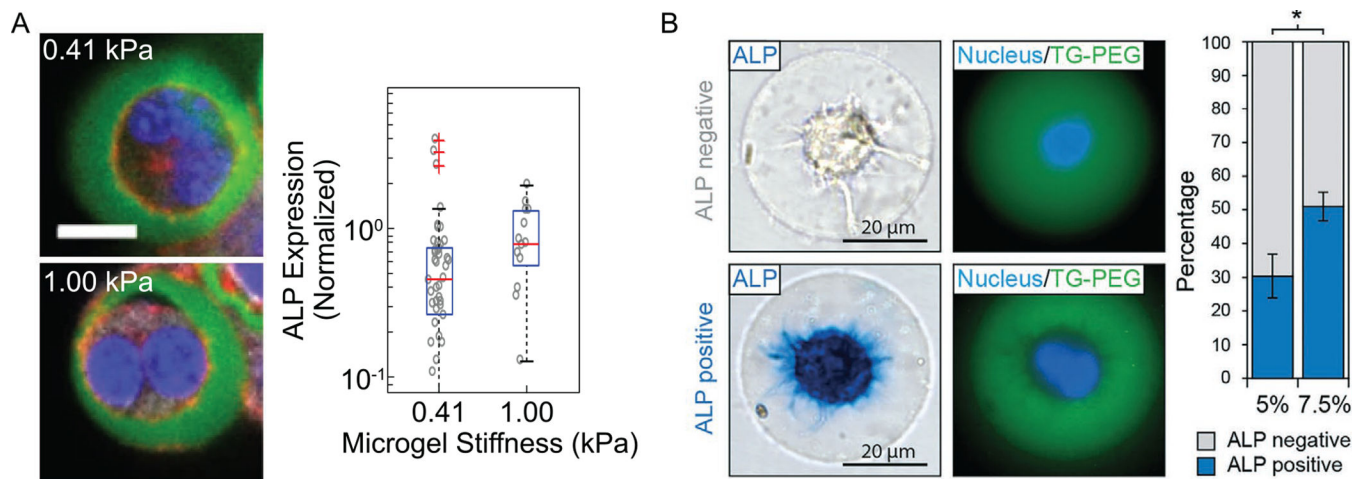 A
0.41 kPa
1.00 kPa
ALP Expression
(Normalized)
10⁰
10⁻¹
0.41
1.00
Microgel Stiffness (kPa)
B
ALP negative
ALP
20 µm
Nucleus/TG-PEG
ALP positive
ALP
20 µm
Nucleus/TG-PEG
*
Percentage
100
90
80
70
60
50
40
30
20
10
0
5%
7.5%
ALP negative
ALP positive